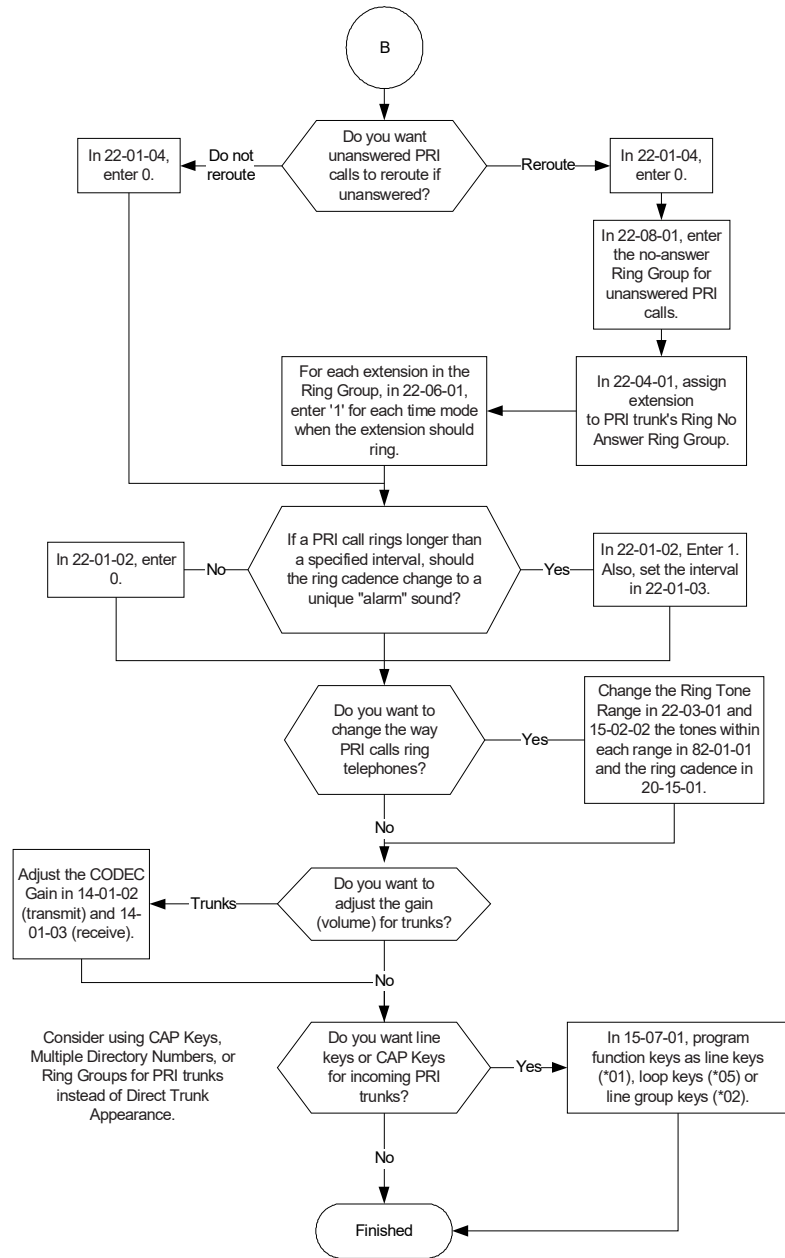 B
Do you want
unanswered PRI
calls to reroute if
unanswered?
Do not
reroute
In 22-01-04,
enter 0.
Reroute
In 22-01-04,
enter 0.
In 22-08-01, enter
the no-answer
Ring Group for
unanswered PRI
calls.
In 22-04-01, assign
extension
to PRI trunk's Ring No
Answer Ring Group.
For each extension in the
Ring Group, in 22-06-01,
enter '1' for each time mode
when the extension should
ring.
If a PRI call rings longer than
a specified interval, should
the ring cadence change to a
unique "alarm" sound?
No
In 22-01-02, enter
0.
Yes
In 22-01-02, Enter 1.
Also, set the interval
in 22-01-03.
Do you want to
change the way
PRI calls ring
telephones?
Yes
Change the Ring Tone
Range in 22-03-01 and
15-02-02 the tones within
each range in 82-01-01
and the ring cadence in
20-15-01.
No
Do you want to
adjust the gain
(volume) for trunks?
Trunks
Adjust the CODEC
Gain in 14-01-02
(transmit) and 14-
01-03 (receive).
No
Consider using CAP Keys,
Multiple Directory Numbers, or
Ring Groups for PRI trunks
instead of Direct Trunk
Appearance.
Do you want line
keys or CAP Keys
for incoming PRI
trunks?
Yes
In 15-07-01, program
function keys as line keys
(*01), loop keys (*05) or
line group keys (*02).
No
Finished